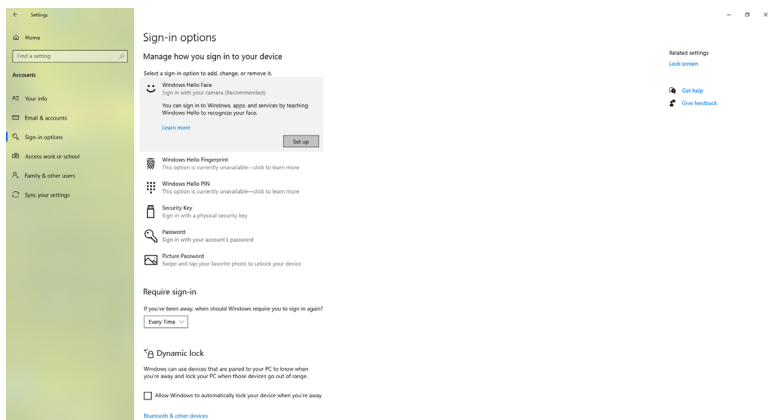 Settings
Home
Find a setting
Accounts
Your info
Email & accounts
Sign-in options
Access work or school
Family & other users
Sync your settings
Sign-in options
Manage how you sign in to your device
Select a sign-in option to add, change, or remove it.
Windows Hello Face
Sign in with your camera (Recommended)
You can sign in to Windows, apps, and services by teaching
Windows Hello to recognize your face.
Learn more
Set up
Windows Hello Fingerprint
This option is currently unavailable—click to learn more
Windows Hello PIN
This option is currently unavailable—click to learn more
Security Key
Sign in with a physical security key
Password
Sign in with your account's password
Picture Password
Swipe and tap your favorite photo to unlock your device
Require sign-in
If you've been away, when should Windows require you to sign in again?
Every Time
Dynamic lock
Windows can use devices that are paired to your PC to know when
you're away and lock your PC when those devices go out of range.
Allow Windows to automatically lock your device when you're away
Bluetooth & other devices
Related settings
Lock screen
Get help
Give feedback